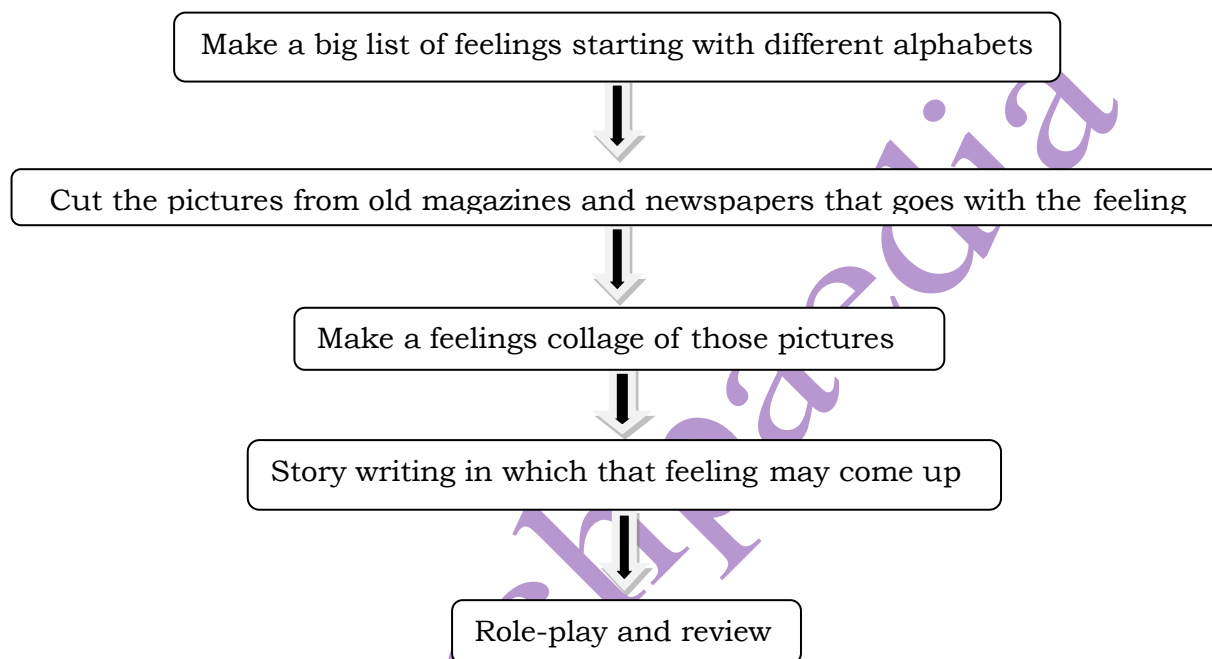 Make a big list of feelings starting with different alphabets
Cut the pictures from old magazines and newspapers that goes with the feeling
Make a feelings collage of those pictures
Story writing in which that feeling may come up
Role-play and review